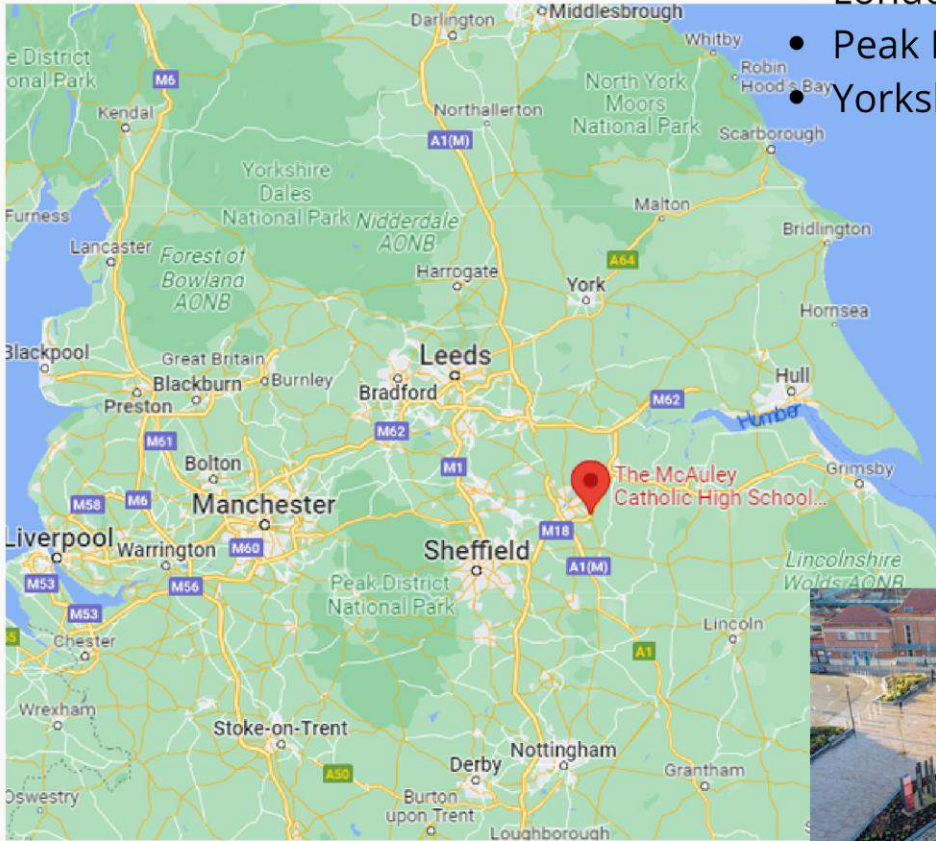 Peak
Yorks
Darlington
Middlesbrough
Whitby
Robin
Hood's Bay
e District
onal Park
M6
Kendal
Northallerton
North York
Moors
National Park
Scarborough
A1(M)
Yorkshire
Dales
National Park
Nidderdale
AONB
Malton
Furness
Lancaster
Forest of
Bowland
AONB
Bridlington
Harrogate
A64
York
Hornsea
Blackpool
Great Britain
Leeds
Blackburn
Burnley
Bradford
Hull
Preston
M62
Humber
M62
M61
Bolton
M1
The McAuley
Catholic High School...
Grimsby
M58
M6
Manchester
M18
Liverpool
Warrington
M60
Sheffield
A1(M)
Lincolnshire
Wolds AONB
M53
M56
Peak District
National Park
M53
Lincoln
Chester
A1
Wrexham
Stoke-on-Trent
Nottingham
A50
Derby
Grantham
Oswestry
Burton
upon Trent
Loughborough